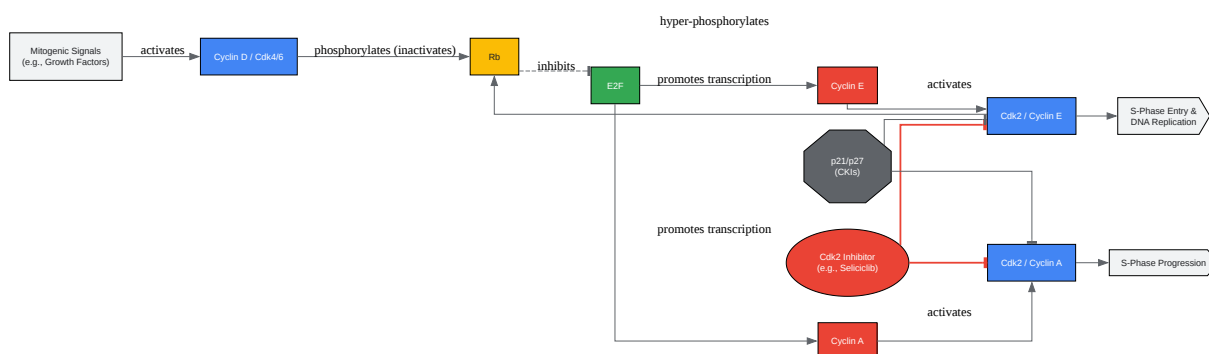 hyper-phosphorylates
Mitogenic Signals
(e.g., Growth Factors)
activates
Cyclin D / Cdk4/6
phosphorylates (inactivates)
Rb
inhibits
E2F
promotes transcription
Cyclin E
activates
Cdk2 / Cyclin E
S-Phase Entry &
DNA Replication
p21/p27
(CKIs)
promotes transcription
Cdk2 Inhibitor
(e.g., Seliciclib)
Cdk2 / Cyclin A
S-Phase Progression
activates
Cyclin A